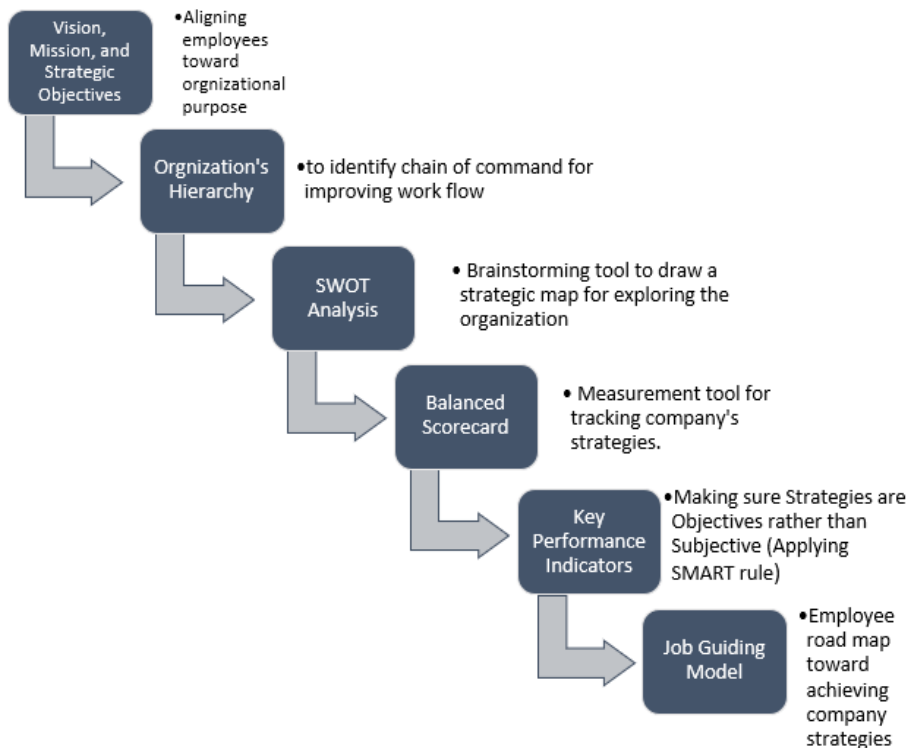 Vision,
Mission, and
Strategic
Objectives
•Aligning
employees
toward
orgnizational
purpose
Orgnization's
Hierarchy
•to identify chain of command for
improving work flow
SWOT
Analysis
• Brainstorming tool to draw a
strategic map for exploring the
organization
Balanced
Scorecard
• Measurement tool for
tracking company's
strategies.
Key
Performance
Indicators
•Making sure Strategies are
Objectives rather than
Subjective (Applying
SMART rule)
Job Guiding
Model
•Employee
road map
toward
achieving
company
strategies